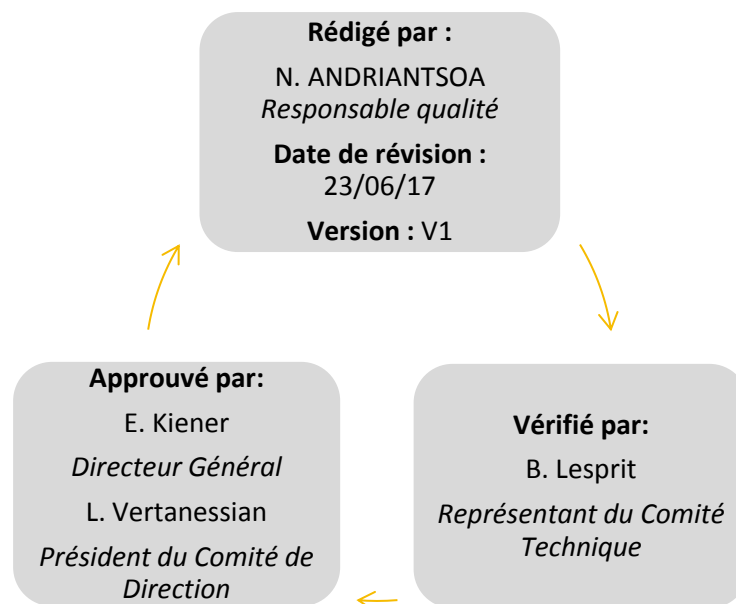 Rédigé par :
N. ANDRIANTSOA
Responsable qualité
Date de révision :
23/06/17
Version : V1
Approuvé par:
E. Kiener
Directeur Général
L. Vertanessian
Président du Comité de
Direction
Vérifié par:
B. Lesprit
Représentant du Comité
Technique